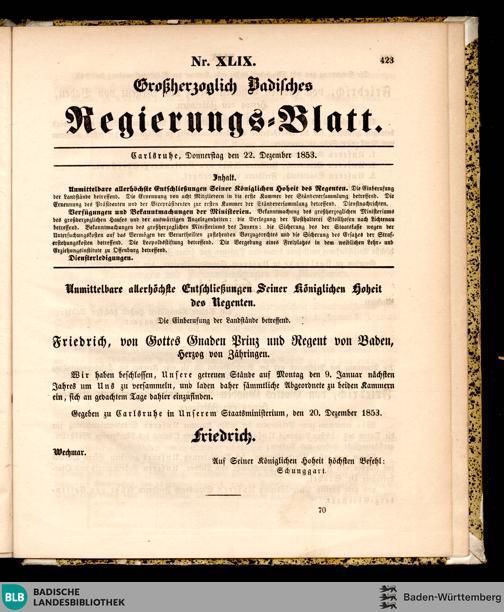 Nr. XLIX.
423
Großherzoglich Badisches
Regierungs-Blatt.
Carlsruhe, Donnerstag den 22. Dezember 1853.
Inhalt.
Unmittelbare allerhöchste Entschließungen Seiner Königlichen Hoheit des Regenten. Die Einberufung
der Landstände betreffend. Die Ernennung von acht Mitgliedern in die erste Kammer der Ständeversammlung betreffend. Die
Ernennung des Präsidenten und der Vicepräsidenten zur ersten Kammer der Ständeversammlung betreffend. Dienstnachrichten.
Verfügungen und Bekanntmachungen der Ministerien. Bekanntmachung des großherzoglichen Ministeriums
des großherzoglichen Hauses und der auswärtigen Angelegenheiten: die Verlegung der Posthalterei Stollhofen nach Lichtenau
betreffend. Bekanntmachungen des großherzoglichen Ministeriums des Innern: die Sicherung des der Staatskasse wegen der
Untersuchungskosten auf das Vermögen der Verurtheilten zustehenden Vorzugsrechtes und die Sicherung des Ersatzes der Straf-
erstehungskosten betreffend. Die Leopoldstiftung betreffend. Die Vergebung eines Freiplatzes in dem weiblichen Lehr- und
Erziehungsinstitute zu Offenburg betreffend.
Diensterledigungen.
Unmittelbare allerhöchste Entschließungen Seiner Königlichen Hoheit
des Regenten.
Die Einberufung der Landstände betreffend.
Friedrich, von Gottes Gnaden Prinz und Regent von Baden,
Herzog von Zähringen.
Wir haben beschlossen, Unsere getreuen Stände auf Montag den 9. Januar nächsten
Jahres um Uns zu versammeln, und laden daher sämmtliche Abgeordnete zu beiden Kammern
ein, sich an gedachtem Tage dahier einzufinden.
Gegeben zu Carlsruhe in Unserem Staatsministerium, den 20. Dezember 1853.
Friedrich.
Wechmar.
Auf Seiner Königlichen Hoheit höchsten Befehl:
Schunggart.
70
BLB BADISCHE
LANDESBIBLIOTHEK
Baden-Württemberg